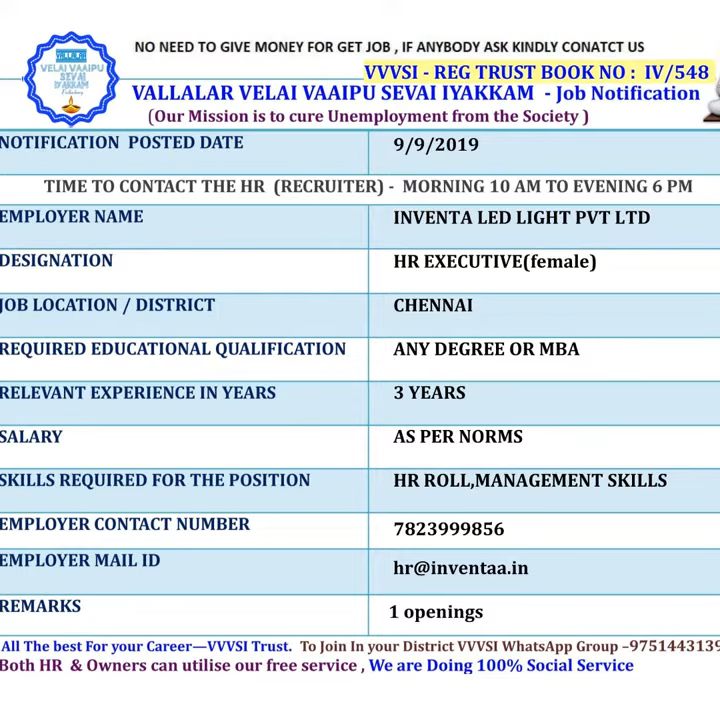 NO NEED TO GIVE MONEY FOR GET JOB , IF ANYBODY ASK KINDLY CONATCT US
VALLALAR
VELAI VAAIPU
SEVAI
IYAKKAM
VVVSI - REG TRUST BOOK NO : IV/548
VALLALAR VELAI VAAIPU SEVAI IYAKKAM - Job Notification
(Our Mission is to cure Unemployment from the Society )
NOTIFICATION POSTED DATE 9/9/2019
TIME TO CONTACT THE HR (RECRUITER) - MORNING 10 AM TO EVENING 6 PM
EMPLOYER NAME INVENTA LED LIGHT PVT LTD
DESIGNATION HR EXECUTIVE(female)
JOB LOCATION / DISTRICT CHENNAI
REQUIRED EDUCATIONAL QUALIFICATION ANY DEGREE OR MBA
RELEVANT EXPERIENCE IN YEARS 3 YEARS
SALARY AS PER NORMS
SKILLS REQUIRED FOR THE POSITION HR ROLL,MANAGEMENT SKILLS
EMPLOYER CONTACT NUMBER 7823999856
EMPLOYER MAIL ID hr@inventaa.in
REMARKS 1 openings
All The best For your Career—VVVSI Trust. To Join In your District VVVSI WhatsApp Group –9751443139
Both HR & Owners can utilise our free service , We are Doing 100% Social Service